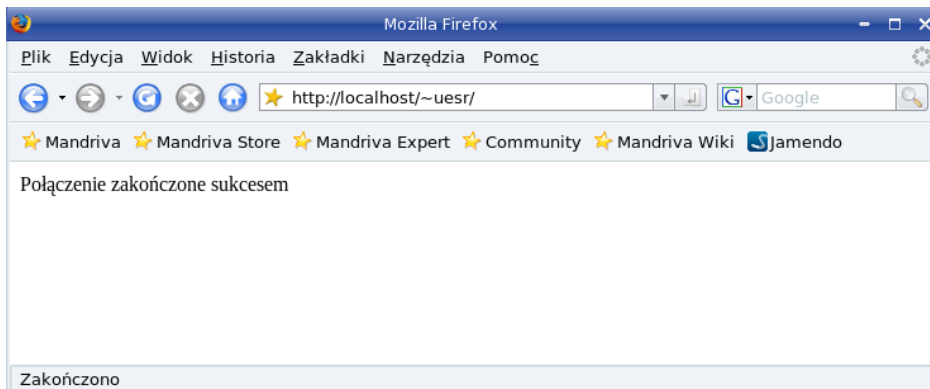 Mozilla Firefox
Plik Edycja Widok Historia Zakładki Narzędzia Pomoc
http://localhost/~uesr/ G Google
Mandriva Mandriva Store Mandriva Expert Community Mandriva Wiki Jamendo
Połączenie zakończone sukcesem
Zakończono